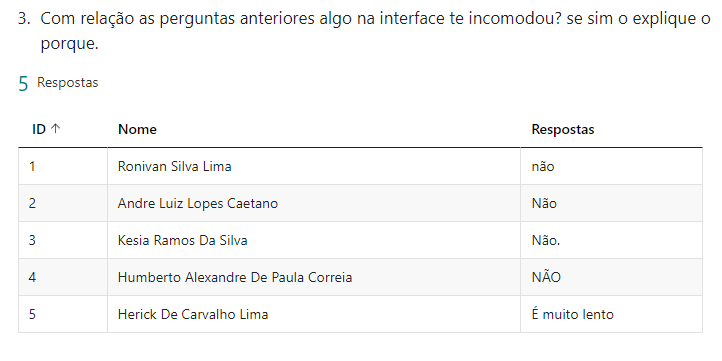 3. Com relação as perguntas anteriores algo na interface te incomodou? se sim o explique o
porque.
5 Respostas
ID ↑ Nome Respostas
1 Ronivan Silva Lima não
2 Andre Luiz Lopes Caetano Não
3 Kesia Ramos Da Silva Não.
4 Humberto Alexandre De Paula Correia NÃO
5 Herick De Carvalho Lima É muito lento